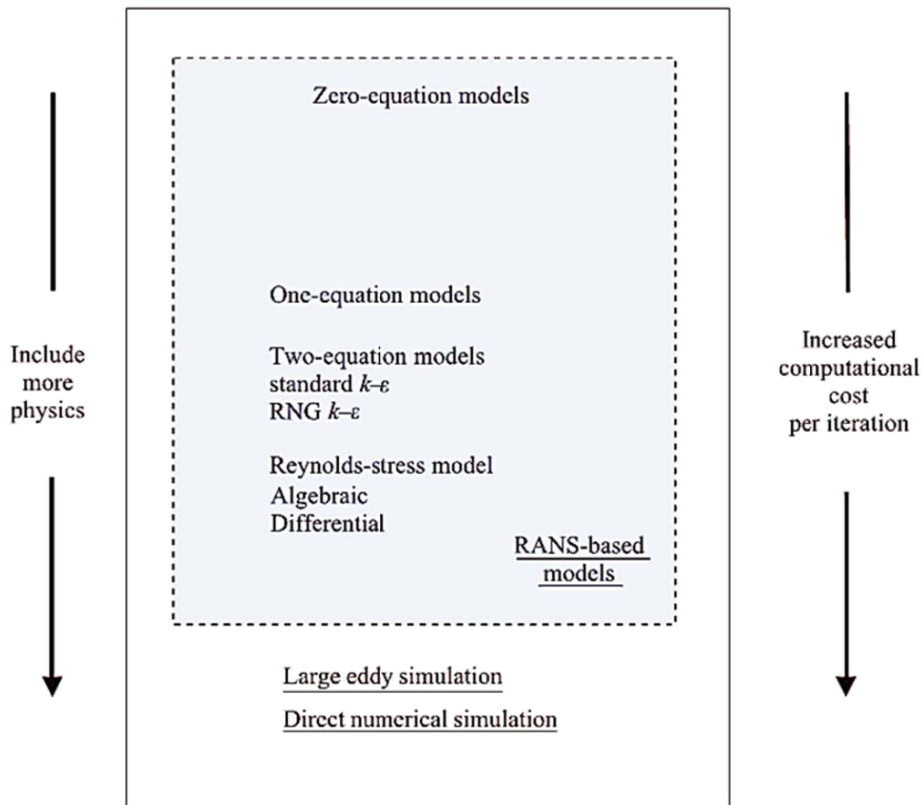 Zero-equation models
One-equation models
Include
more
physics
Two-equation models
standard k–ε
RNG k–ε
Reynolds-stress model
Algebraic
Differential
RANS-based
models
Increased
computational
cost
per iteration
Large eddy simulation
Direct numerical simulation